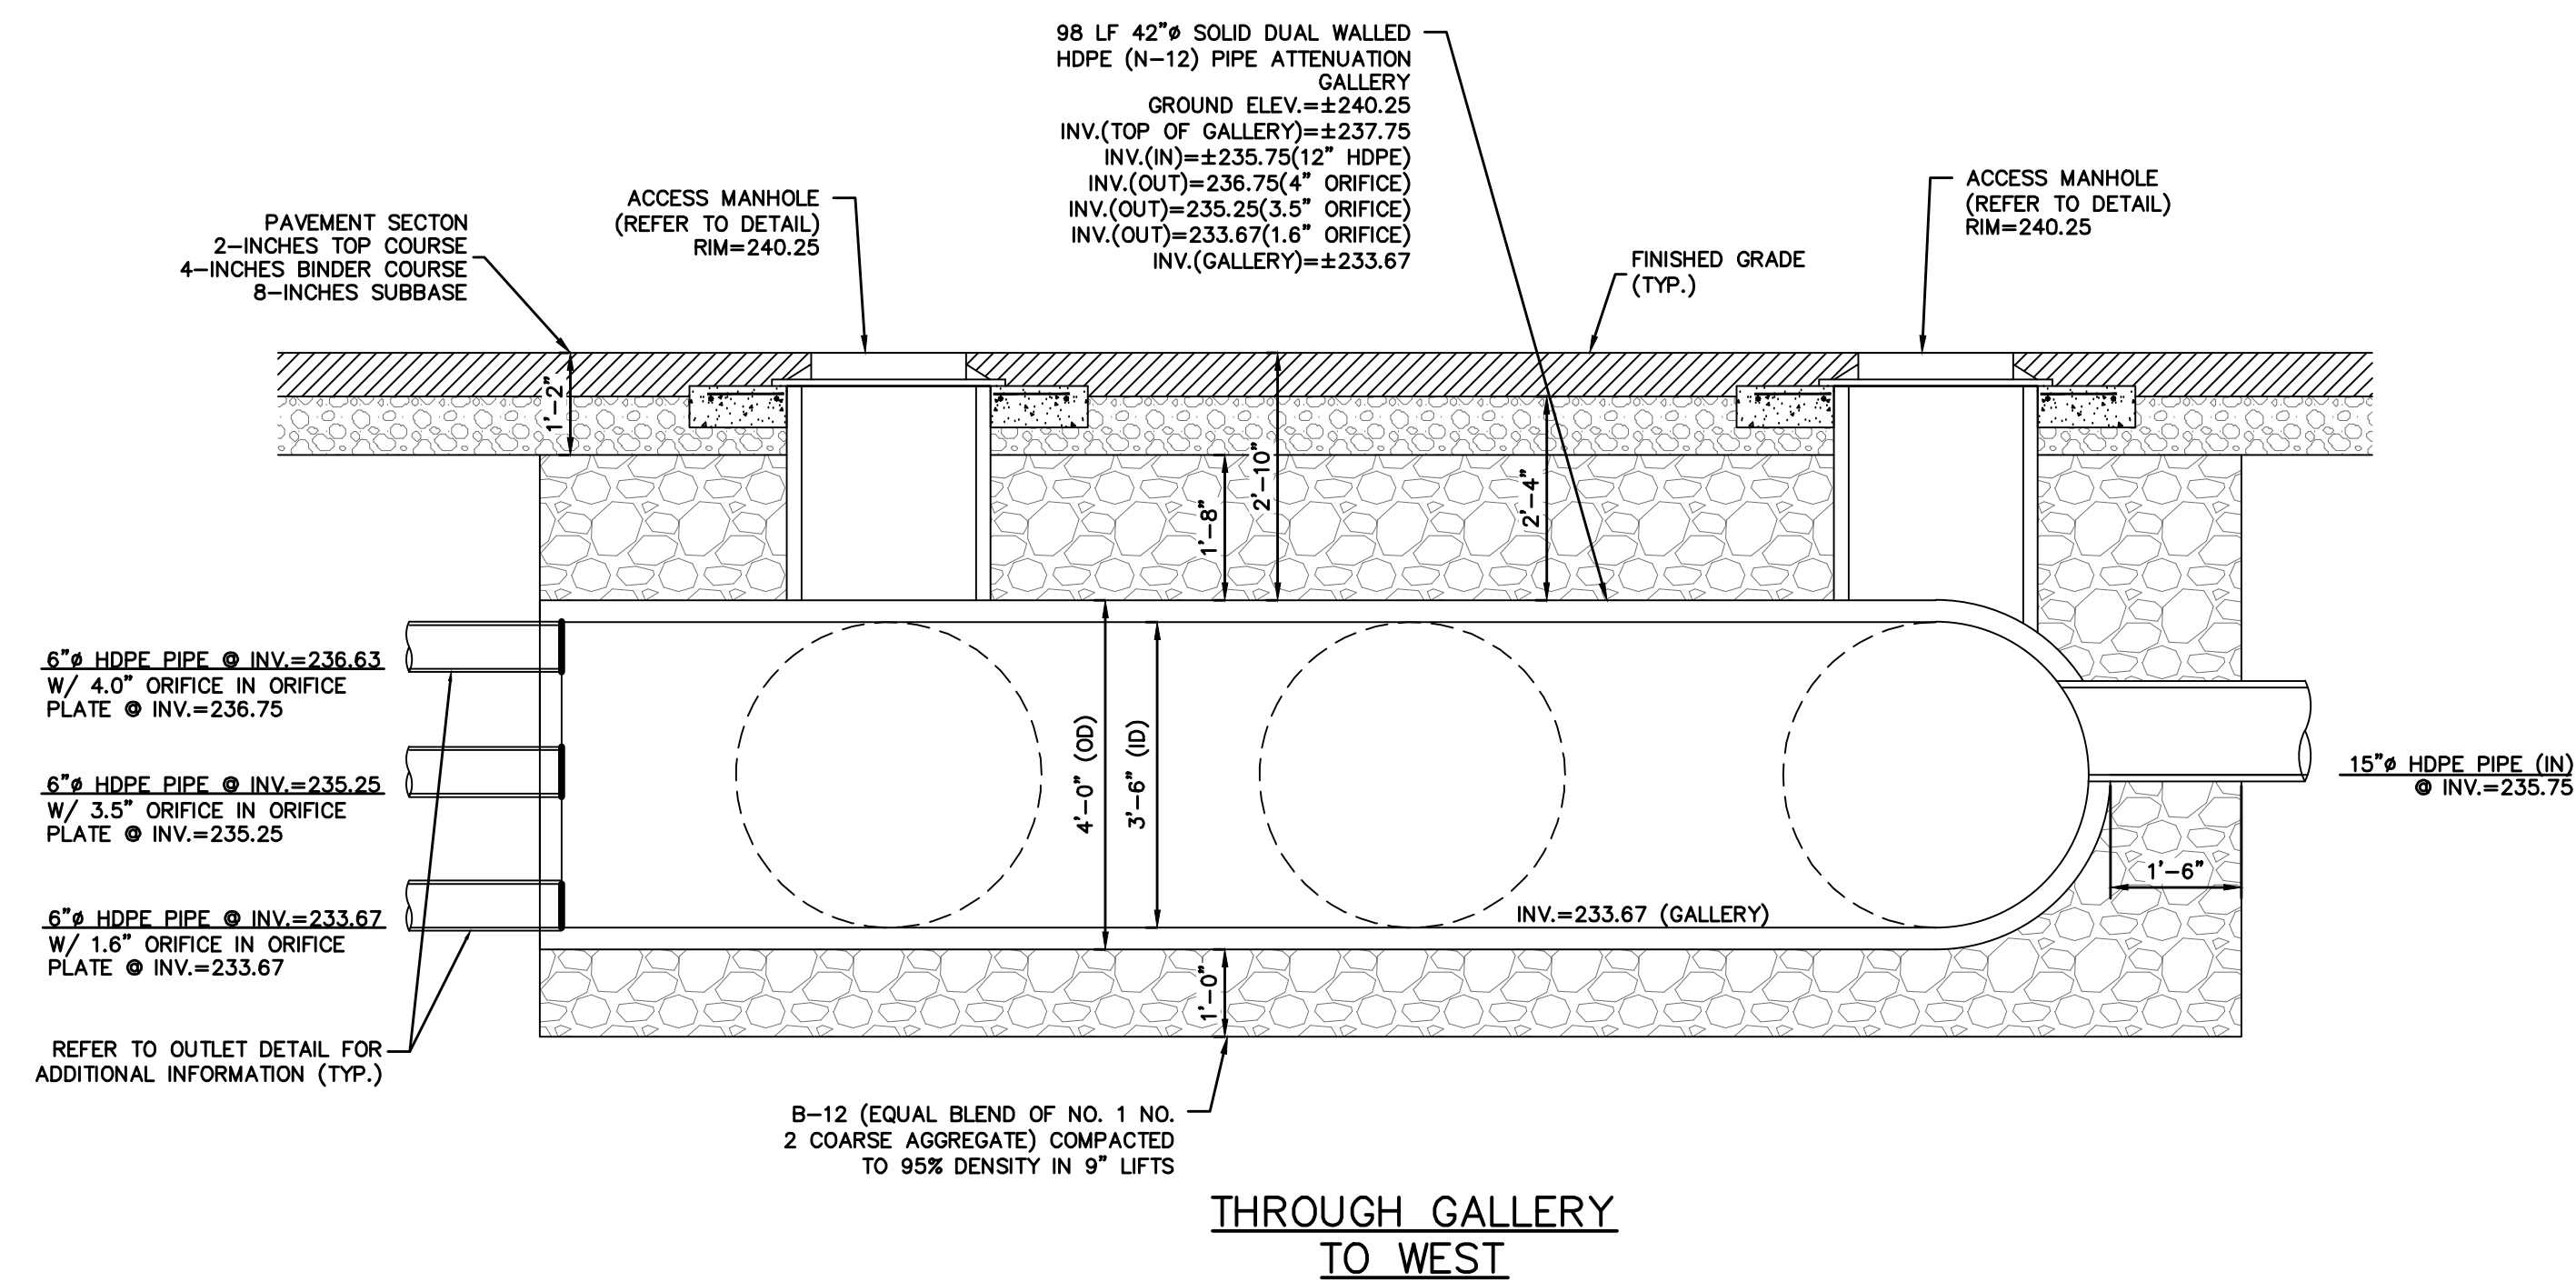 98 LF 42"ø SOLID DUAL WALLED
HDPE (N-12) PIPE ATTENUATION
GALLERY
GROUND ELEV.=±240.25
INV.(TOP OF GALLERY)=±237.75
INV.(IN)=±235.75(12" HDPE)
INV.(OUT)=236.75(4" ORIFICE)
INV.(OUT)=235.25(3.5" ORIFICE)
INV.(OUT)=233.67(1.6" ORIFICE)
INV.(GALLERY)=±233.67
ACCESS MANHOLE
(REFER TO DETAIL)
RIM=240.25
ACCESS MANHOLE
(REFER TO DETAIL)
RIM=240.25
PAVEMENT SECTON
2-INCHES TOP COURSE
4-INCHES BINDER COURSE
8-INCHES SUBBASE
FINISHED GRADE
(TYP.)
1'-2"
1'-8"
2'-10"
2'-4"
6"ø HDPE PIPE @ INV.=236.63
W/ 4.0" ORIFICE IN ORIFICE
PLATE @ INV.=236.75
6"ø HDPE PIPE @ INV.=235.25
W/ 3.5" ORIFICE IN ORIFICE
PLATE @ INV.=235.25
6"ø HDPE PIPE @ INV.=233.67
W/ 1.6" ORIFICE IN ORIFICE
PLATE @ INV.=233.67
4'-0" (OD)
3'-6" (ID)
15"ø HDPE PIPE (IN)
@ INV.=235.75
1'-6"
INV.=233.67 (GALLERY)
1'-0"
REFER TO OUTLET DETAIL FOR
ADDITIONAL INFORMATION (TYP.)
B-12 (EQUAL BLEND OF NO. 1 NO.
2 COARSE AGGREGATE) COMPACTED
TO 95% DENSITY IN 9" LIFTS
THROUGH GALLERY
TO WEST